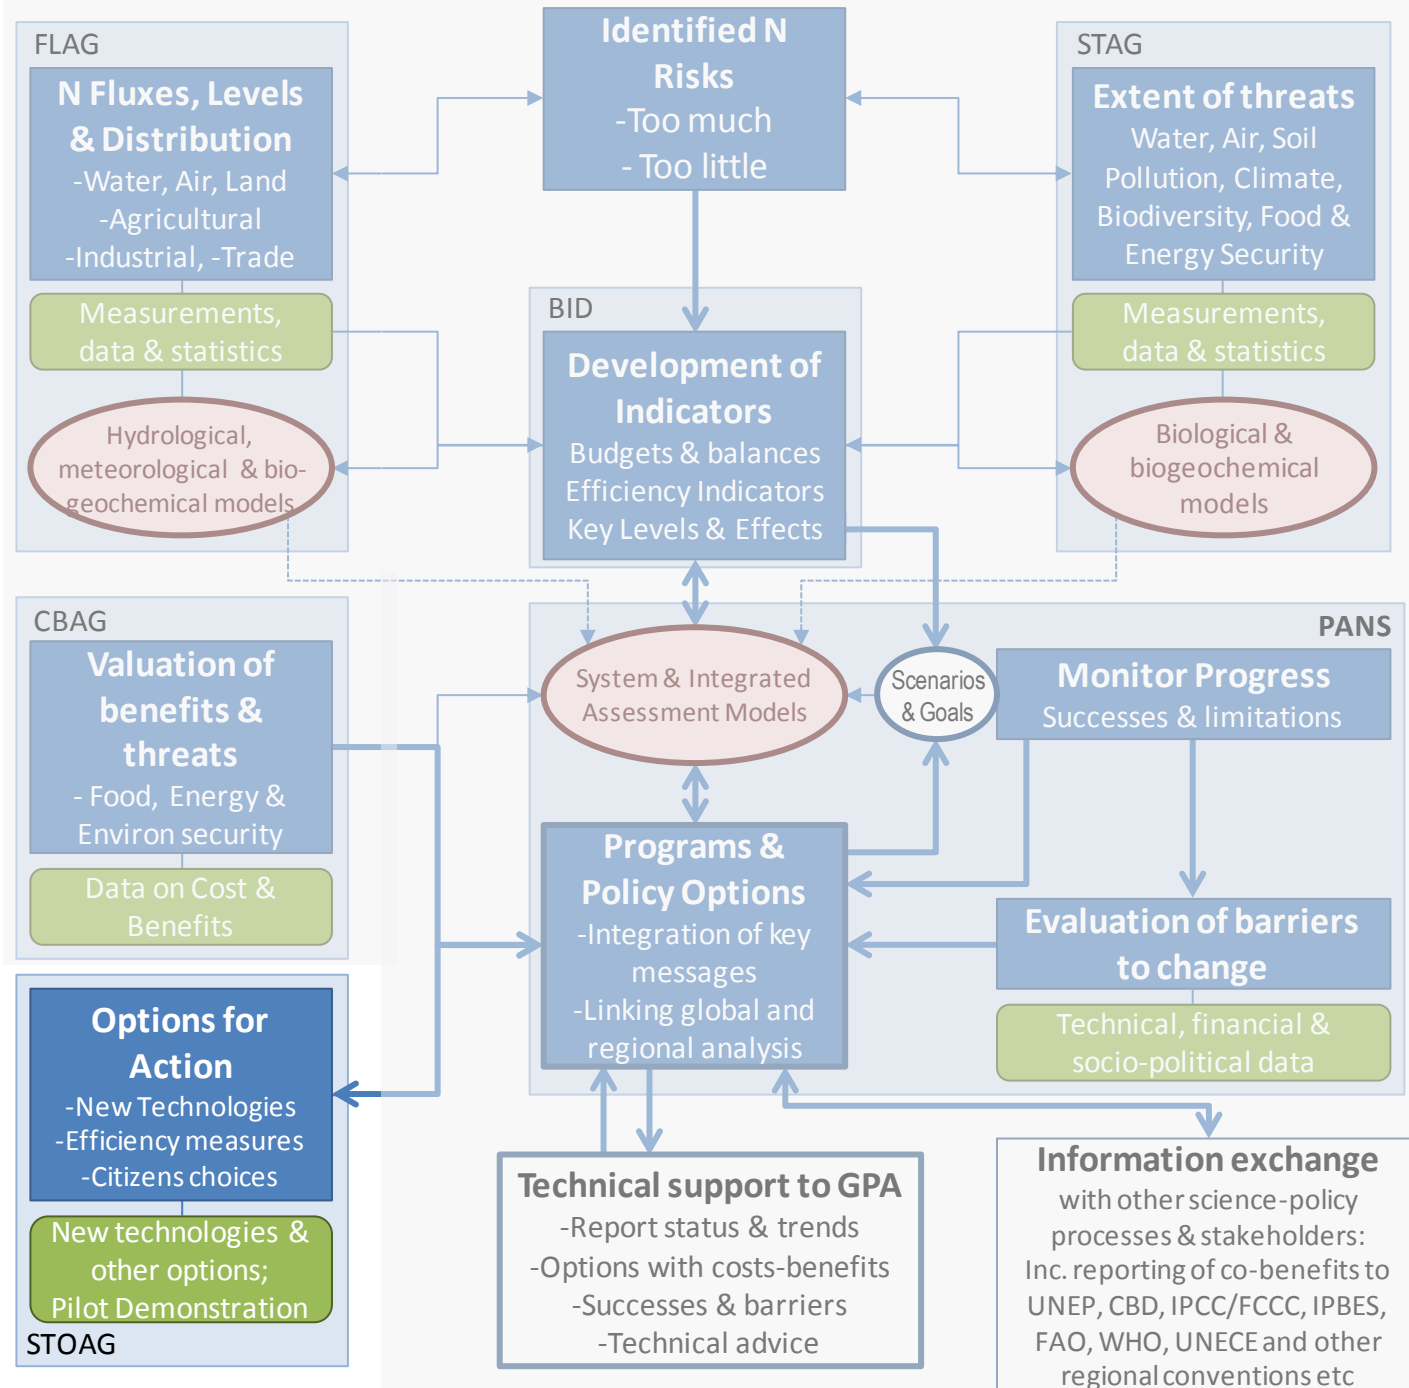 FLAG
N Fluxes, Levels
& Distribution
-Water, Air, Land
-Agricultural
-Industrial, -Trade
Measurements,
data & statistics
Hydrological,
meteorological & bio-
geochemical models
Identified N
Risks
-Too much
- Too little
STAG
Extent of threats
Water, Air, Soil
Pollution, Climate,
Biodiversity, Food &
Energy Security
Measurements,
data & statistics
Biological &
biogeochemical
models
BID
Development of
Indicators
Budgets & balances
Efficiency Indicators
Key Levels & Effects
CBAG
Valuation of
benefits &
threats
- Food, Energy &
Environ security
Data on Cost &
Benefits
PANS
System & Integrated
Assessment Models
Scenarios
& Goals
Monitor Progress
Successes & limitations
Programs &
Policy Options
-Integration of key
messages
-Linking global and
regional analysis
Evaluation of barriers
to change
Technical, financial &
socio-political data
Options for
Action
-New Technologies
-Efficiency measures
-Citizens choices
New technologies &
other options;
Pilot Demonstration
STOAG
Technical support to GPA
-Report status & trends
-Options with costs-benefits
-Successes & barriers
-Technical advice
Information exchange
with other science-policy
processes & stakeholders:
Inc. reporting of co-benefits to
UNEP, CBD, IPCC/FCCC, IPBES,
FAO, WHO, UNECE and other
regional conventions etc